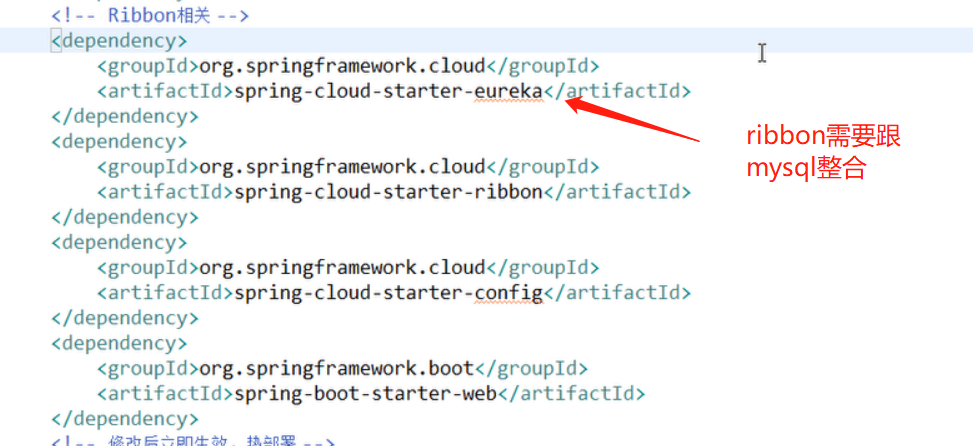 <!-- Ribbon相关 -->
<dependency>
<groupId>org.springframework.cloud</groupId>
<artifactId>spring-cloud-starter-eureka</artifactId>
</dependency>
<dependency>
<groupId>org.springframework.cloud</groupId>
<artifactId>spring-cloud-starter-ribbon</artifactId>
</dependency>
<dependency>
<groupId>org.springframework.cloud</groupId>
<artifactId>spring-cloud-starter-config</artifactId>
</dependency>
<dependency>
<groupId>org.springframework.boot</groupId>
<artifactId>spring-boot-starter-web</artifactId>
</dependency>
<!-- 修改后立即生效，热部署 -->
ribbon需要跟
mysql整合